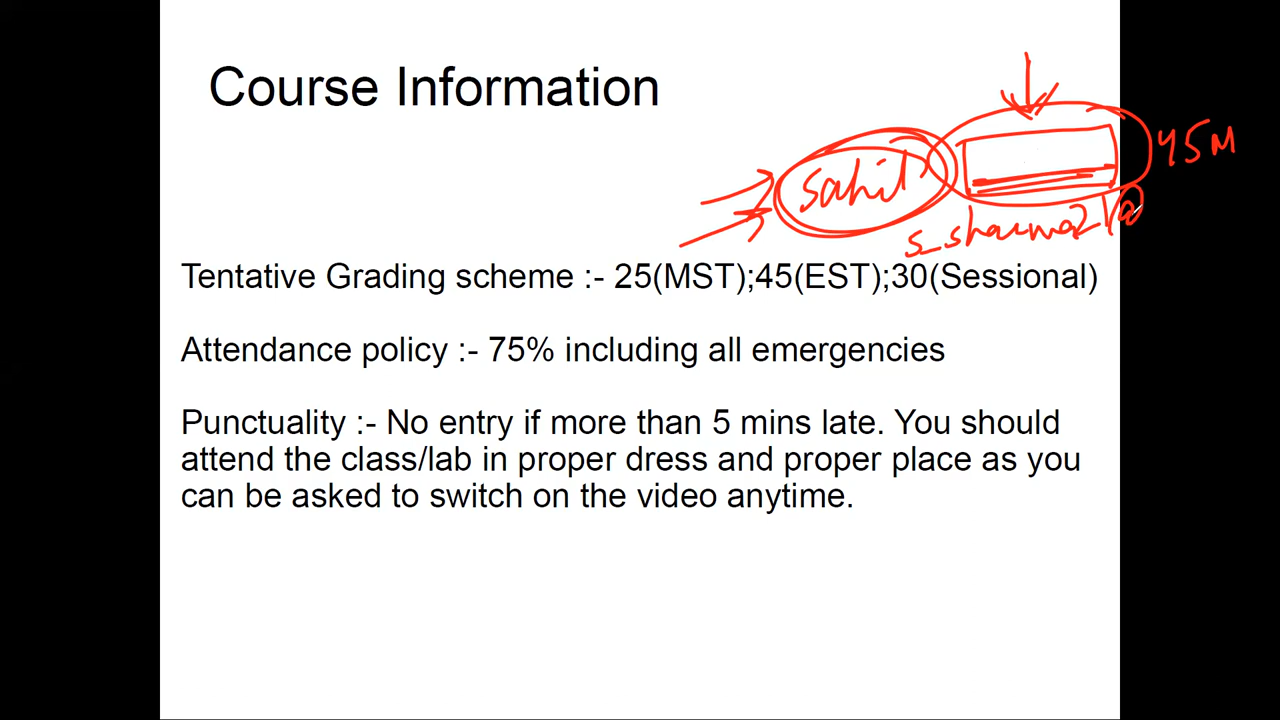 Course Information
45M
sahil
s_sharma21@
Tentative Grading scheme :- 25(MST);45(EST);30(Sessional)
Attendance policy :- 75% including all emergencies
Punctuality :- No entry if more than 5 mins late. You should
attend the class/lab in proper dress and proper place as you
can be asked to switch on the video anytime.